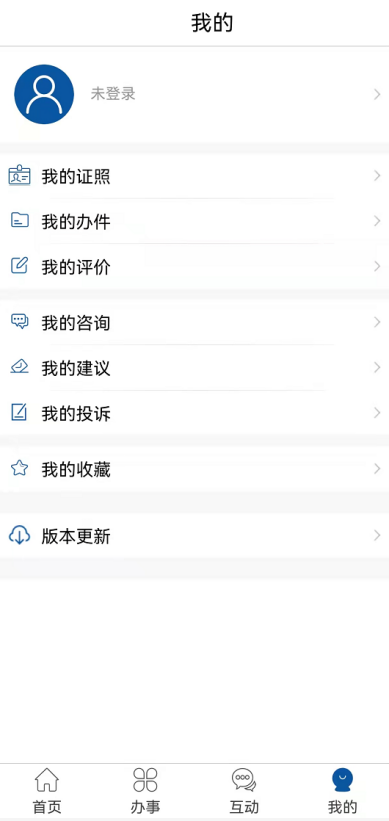 我的
未登录
我的证照
我的办件
我的评价
我的咨询
我的建议
我的投诉
我的收藏
版本更新
首页
办事
互动
我的